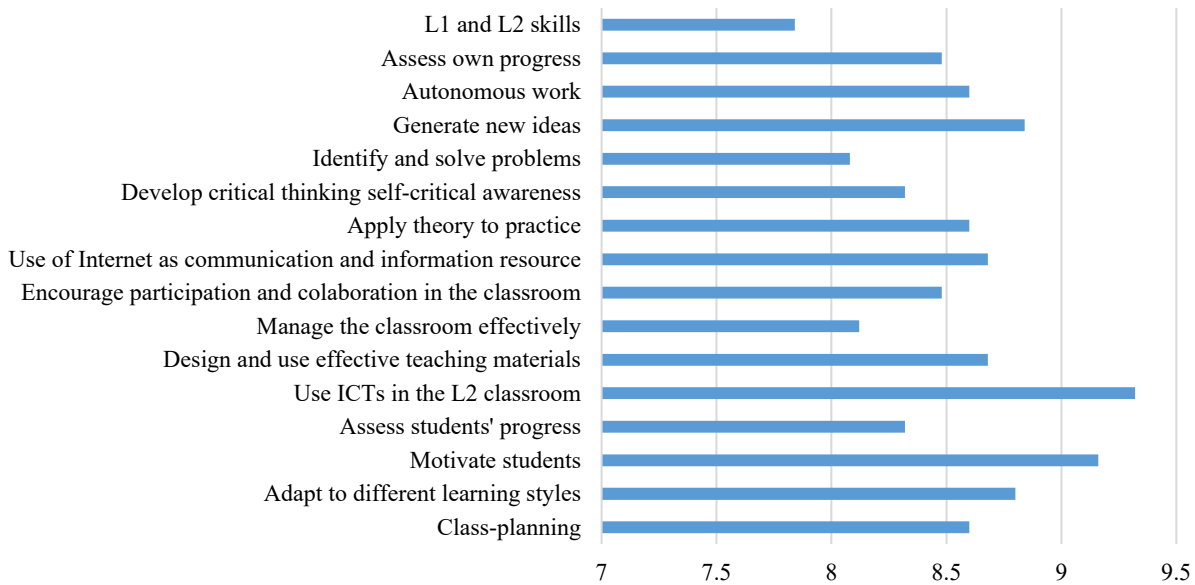 L1 and L2 skills
Assess own progress
Autonomous work
Generate new ideas
Identify and solve problems
Develop critical thinking self-critical awareness
Apply theory to practice
Use of Internet as communication and information resource
Encourage participation and colaboration in the classroom
Manage the classroom effectively
Design and use effective teaching materials
Use ICTs in the L2 classroom
Assess students' progress
Motivate students
Adapt to different learning styles
Class-planning
7 7.5 8 8.5 9 9.5